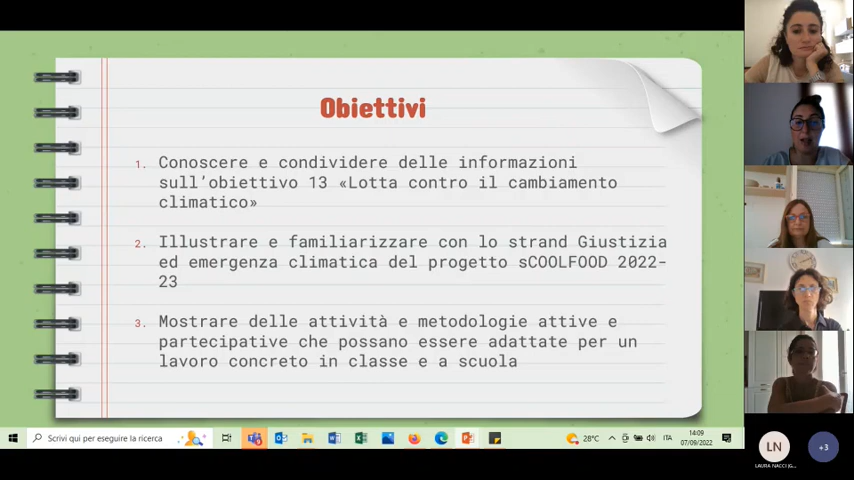 Obiettivi
1. Conoscere e condividere delle informazioni
sull'obiettivo 13 «Lotta contro il cambiamento
climatico»
2. Illustrare e familiarizzare con lo strand Giustizia
ed emergenza climatica del progetto sCOOLFOOD 2022-
23
3. Mostrare delle attività e metodologie attive e
partecipative che possano essere adattate per un
lavoro concreto in classe e a scuola
Scrivi qui per eseguire la ricerca
28°C
ITA
14:09
07/09/2022
LN
+3
LAURA NACCI